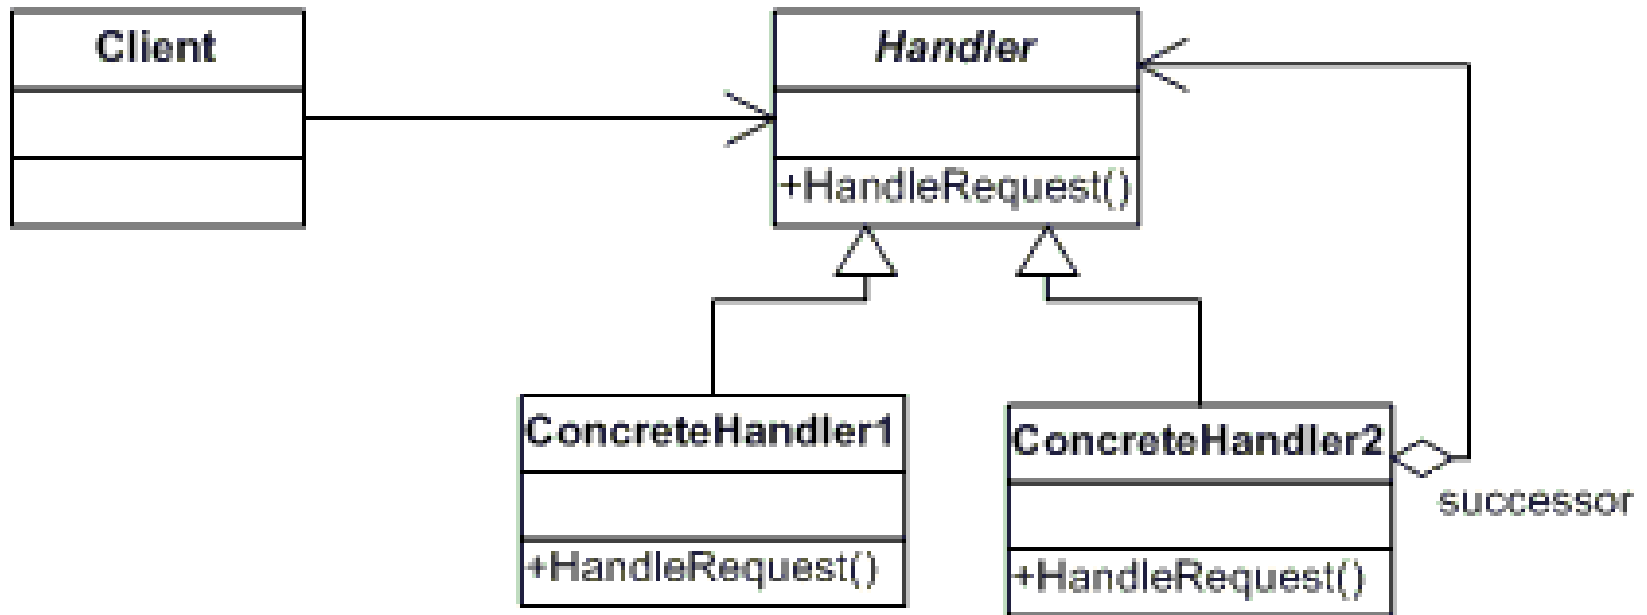 Client
Handler
+HandleRequest()
ConcreteHandler1
+HandleRequest()
ConcreteHandler2
+HandleRequest()
successor